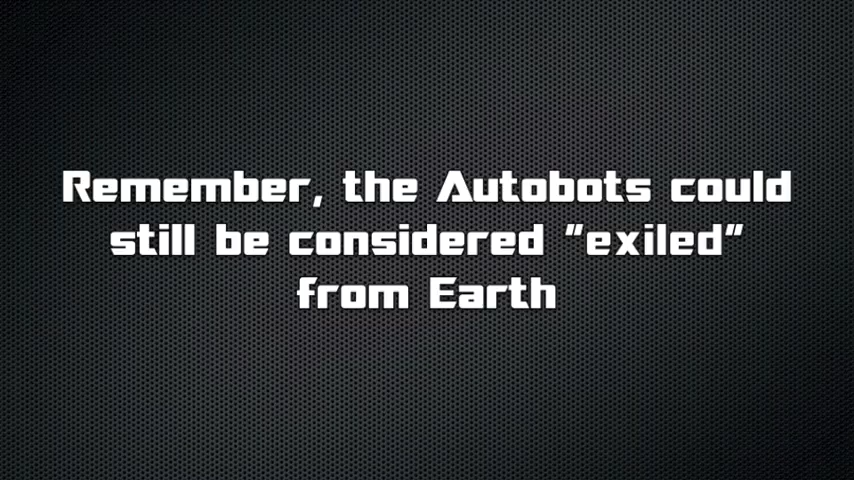 Remember, the Autobots could
still be considered "exiled"
from Earth